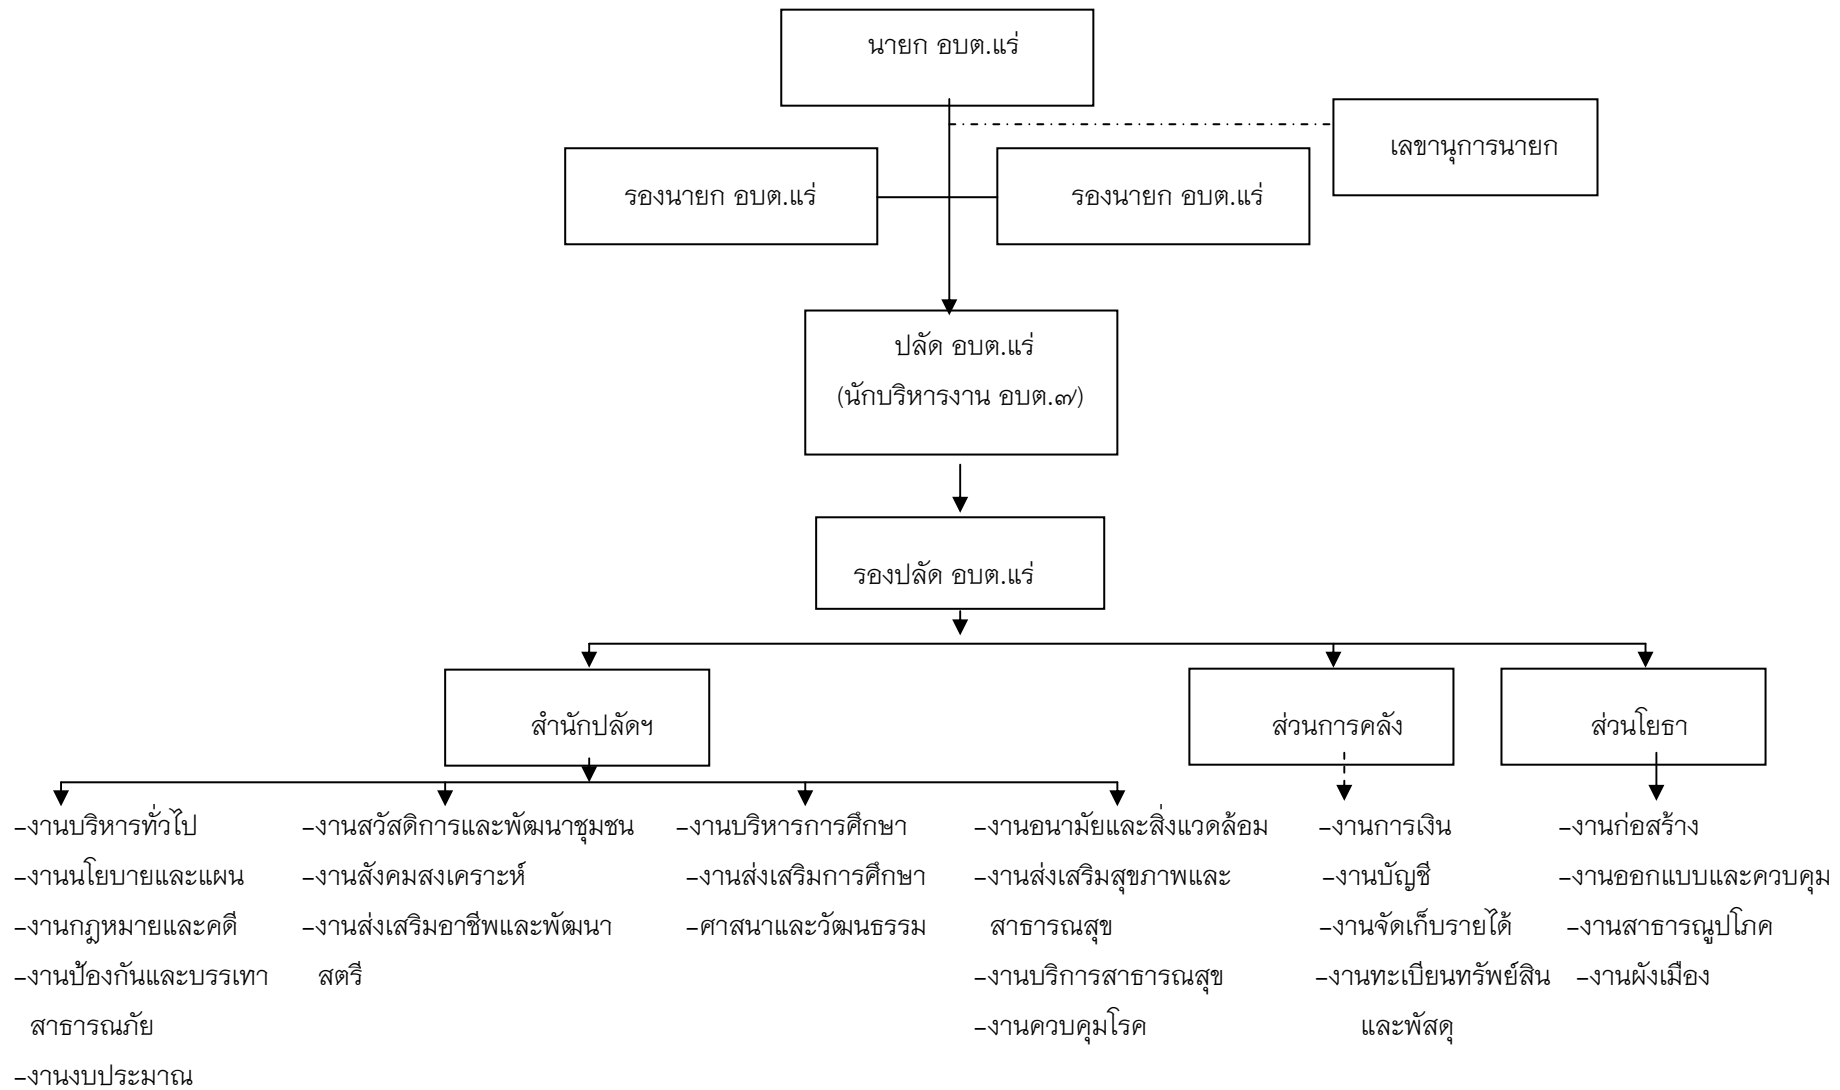 นายก อบต.แร่
เลขานุการนายก
รองนายก อบต.แร่
รองนายก อบต.แร่
ปลัด อบต.แร่
(นักบริหารงาน อบต.๗)
รองปลัด อบต.แร่
สำนักปลัดฯ
ส่วนการคลัง
ส่วนโยธา
-งานบริหารทั่วไป
-งานนโยบายและแผน
-งานกฎหมายและคดี
-งานป้องกันและบรรเทา
สาธารณภัย
-งานงบประมาณ
-งานสวัสดิการและพัฒนาชุมชน
-งานสังคมสงเคราะห์
-งานส่งเสริมอาชีพและพัฒนา
สตรี
-งานบริหารการศึกษา
-งานส่งเสริมการศึกษา
-ศาสนาและวัฒนธรรม
-งานอนามัยและสิ่งแวดล้อม
-งานส่งเสริมสุขภาพและ
สาธารณสุข
-งานบริการสาธารณสุข
-งานควบคุมโรค
-งานการเงิน
-งานบัญชี
-งานจัดเก็บรายได้
-งานทะเบียนทรัพย์สิน
และพัสดุ
-งานก่อสร้าง
-งานออกแบบและควบคุม
-งานสาธารณูปโภค
-งานผังเมือง